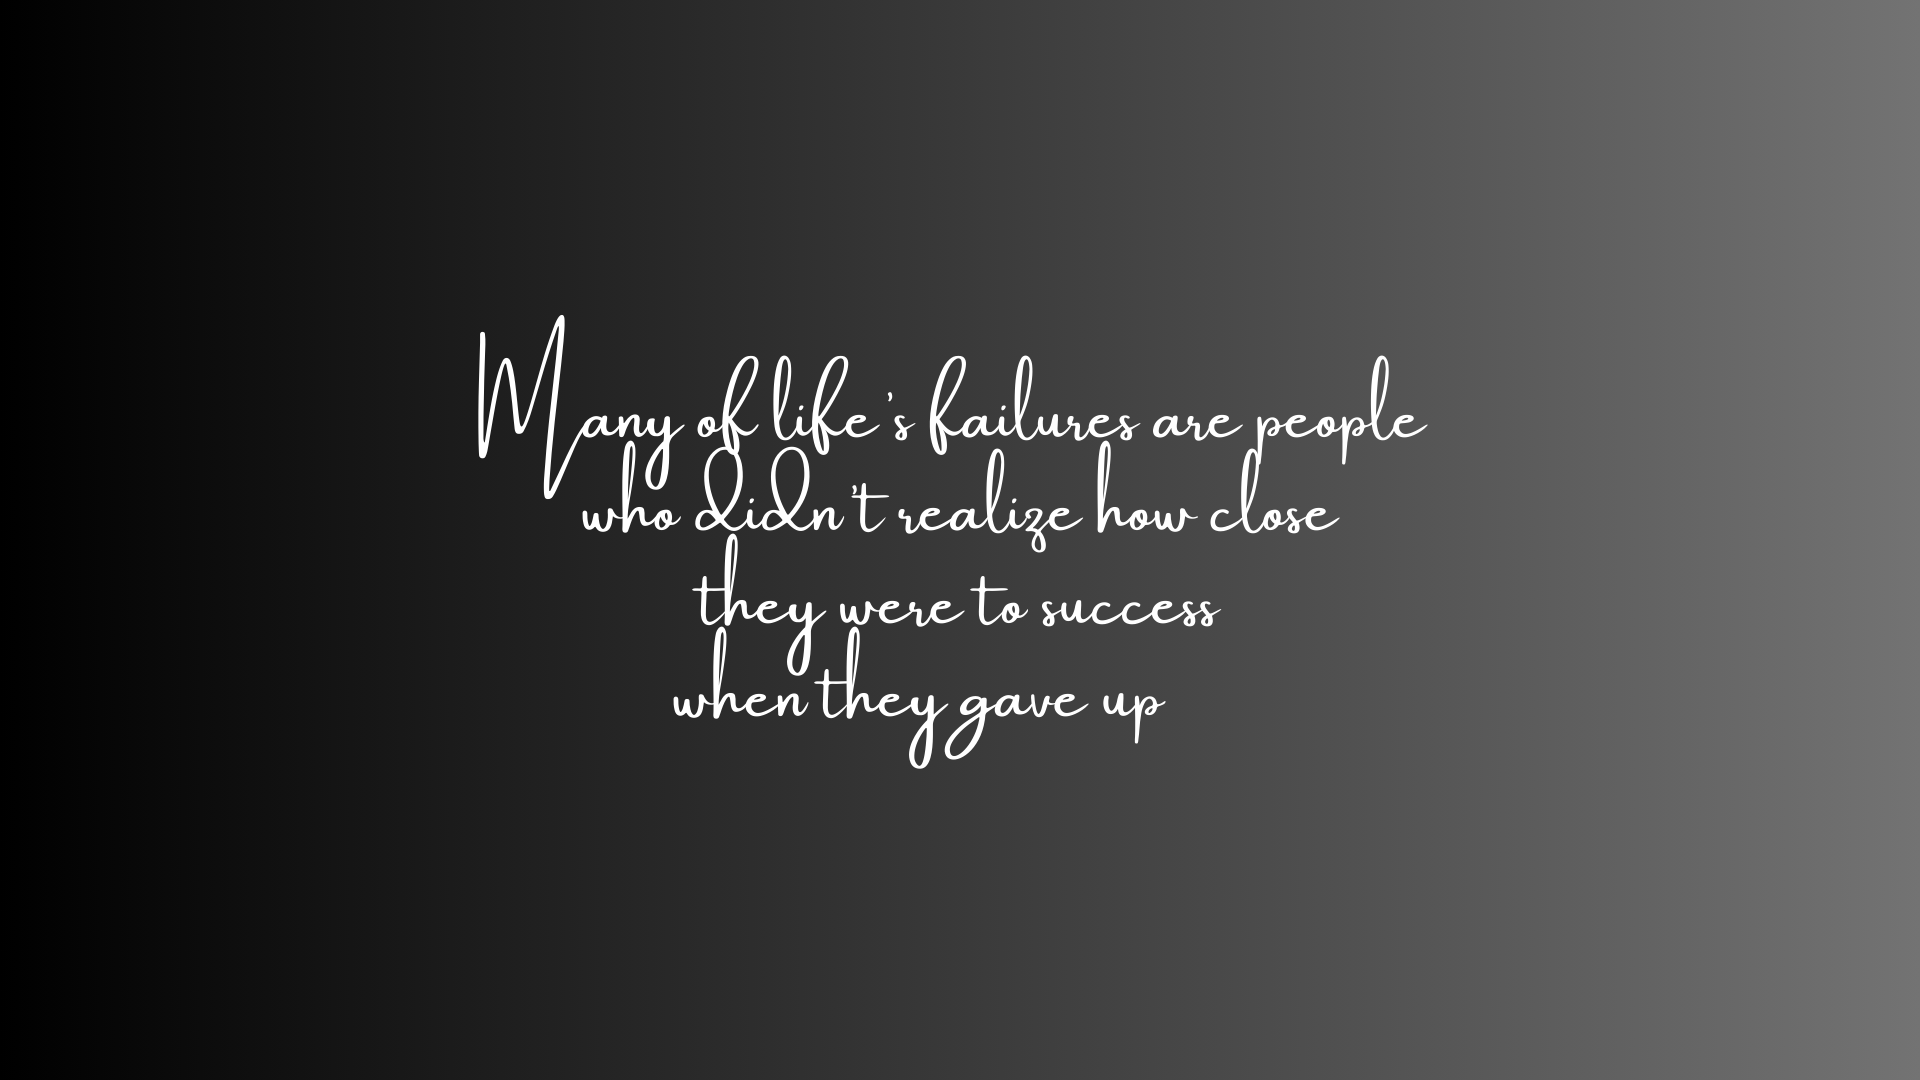 Many of life's failures are people
who didn't realize how close
they were to success
when they gave up